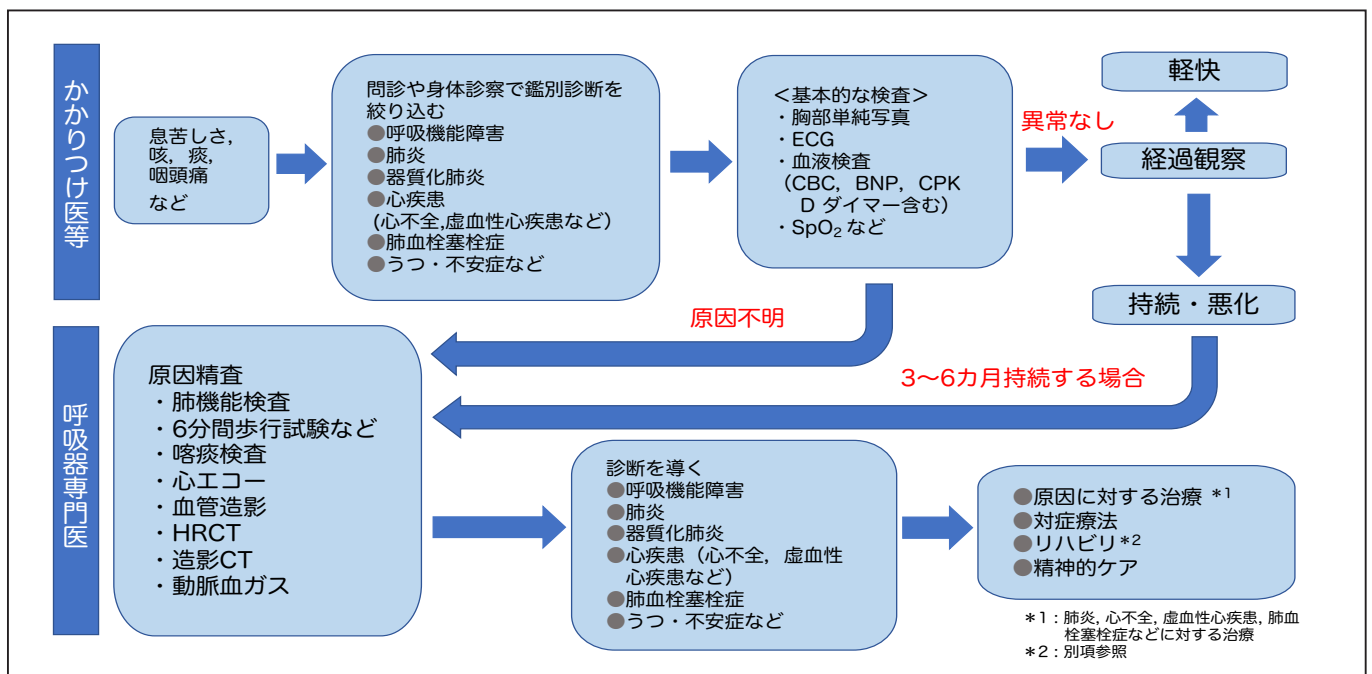 かかりつけ医等
息苦しさ，
咳，痰，
咽頭痛
など
問診や身体診察で鑑別診断を
絞り込む
●呼吸機能障害
●肺炎
●器質化肺炎
●心疾患
(心不全,虚血性心疾患など）
●肺血栓塞栓症
●うつ・不安症など
＜基本的な検査＞
・胸部単純写真
・ECG
・血液検査
（CBC，BNP，CPK
D ダイマー含む）
・SpO₂ など
異常なし
軽快
経過観察
持続・悪化
原因不明
3〜6カ月持続する場合
呼吸器専門医
原因精査
・肺機能検査
・6分間歩行試験など
・喀痰検査
・心エコー
・血管造影
・HRCT
・造影CT
・動脈血ガス
診断を導く
●呼吸機能障害
●肺炎
●器質化肺炎
●心疾患（心不全，虚血性
心疾患など）
●肺血栓塞栓症
●うつ・不安症など
●原因に対する治療 *1
●対症療法
●リハビリ*2
●精神的ケア
＊1：肺炎, 心不全, 虚血性心疾患, 肺血
栓塞栓症などに対する治療
＊2：別項参照